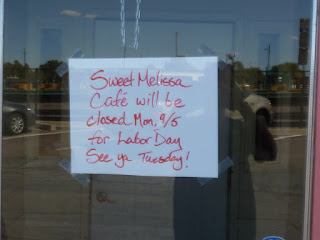 Sweet Melissa
Café will be
closed Mon, 9/5
for Labor Day
See ya Tuesday!